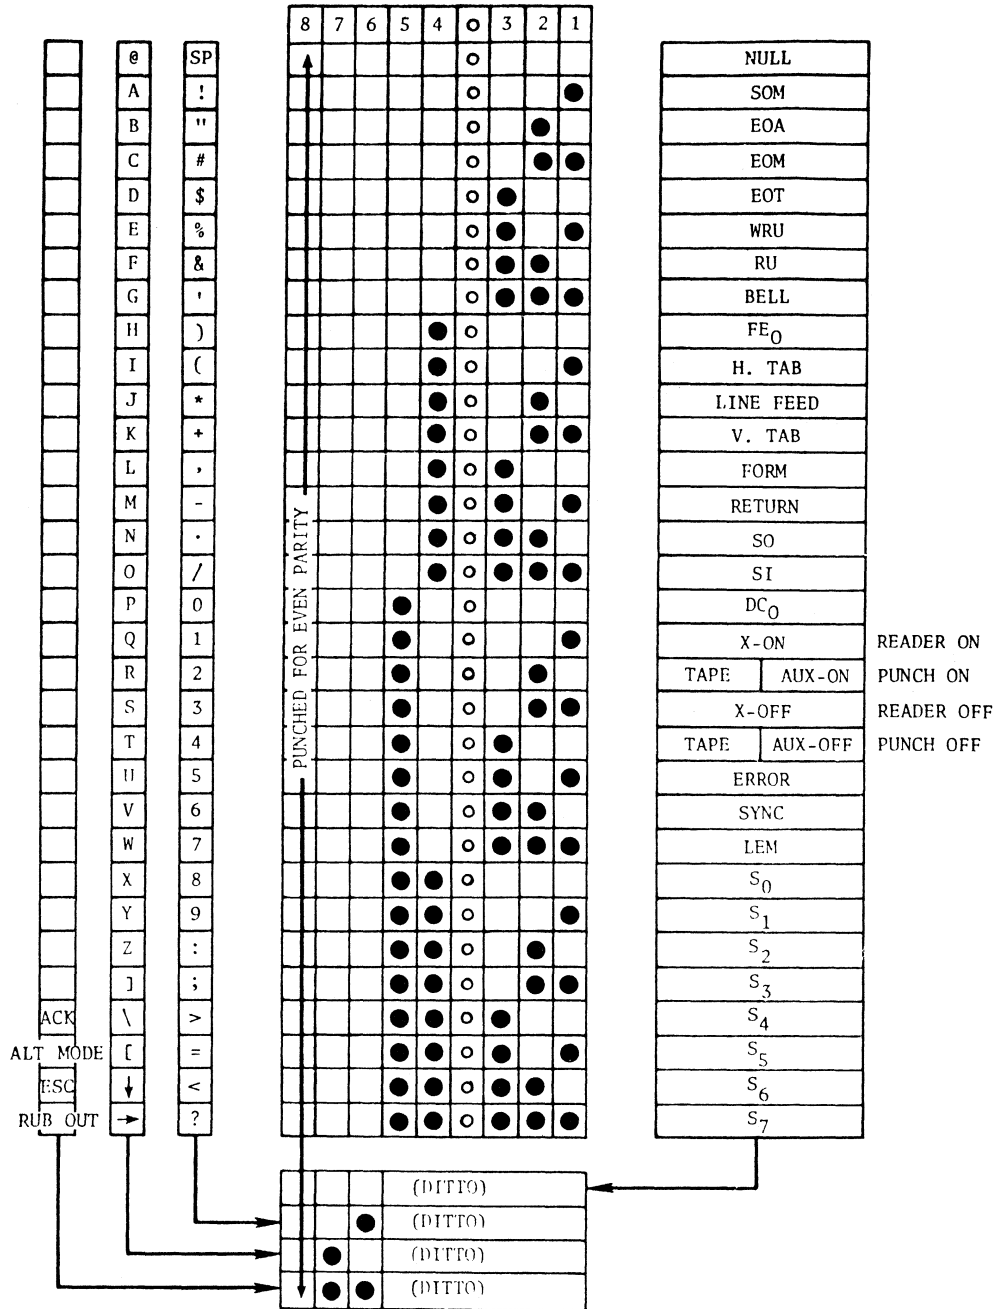 8 7 6 5 4 o 3 2 1
@ SP NULL
A ! SOM
B " EOA
C # EOM
D $ EOT
E % WRU
F & RU
G ' BELL
H ) FE0
I ( H. TAB
J * LINE FEED
K + V. TAB
L , FORM
M - RETURN
N . SO
O / SI
P 0 DC0
Q 1 X-ON READER ON
R 2 TAPE AUX-ON PUNCH ON
S 3 X-OFF READER OFF
T 4 TAPE AUX-OFF PUNCH OFF
U 5 ERROR
V 6 SYNC
W 7 LEM
X 8 S0
Y 9 S1
Z : S2
] ; S3
ACK \ > S4
ALT MODE [ = S5
ESC ↓ < S6
RUB OUT → ? S7
PUNCHED FOR EVEN PARITY
(DITTO)
(DITTO)
(DITTO)
(DITTO)